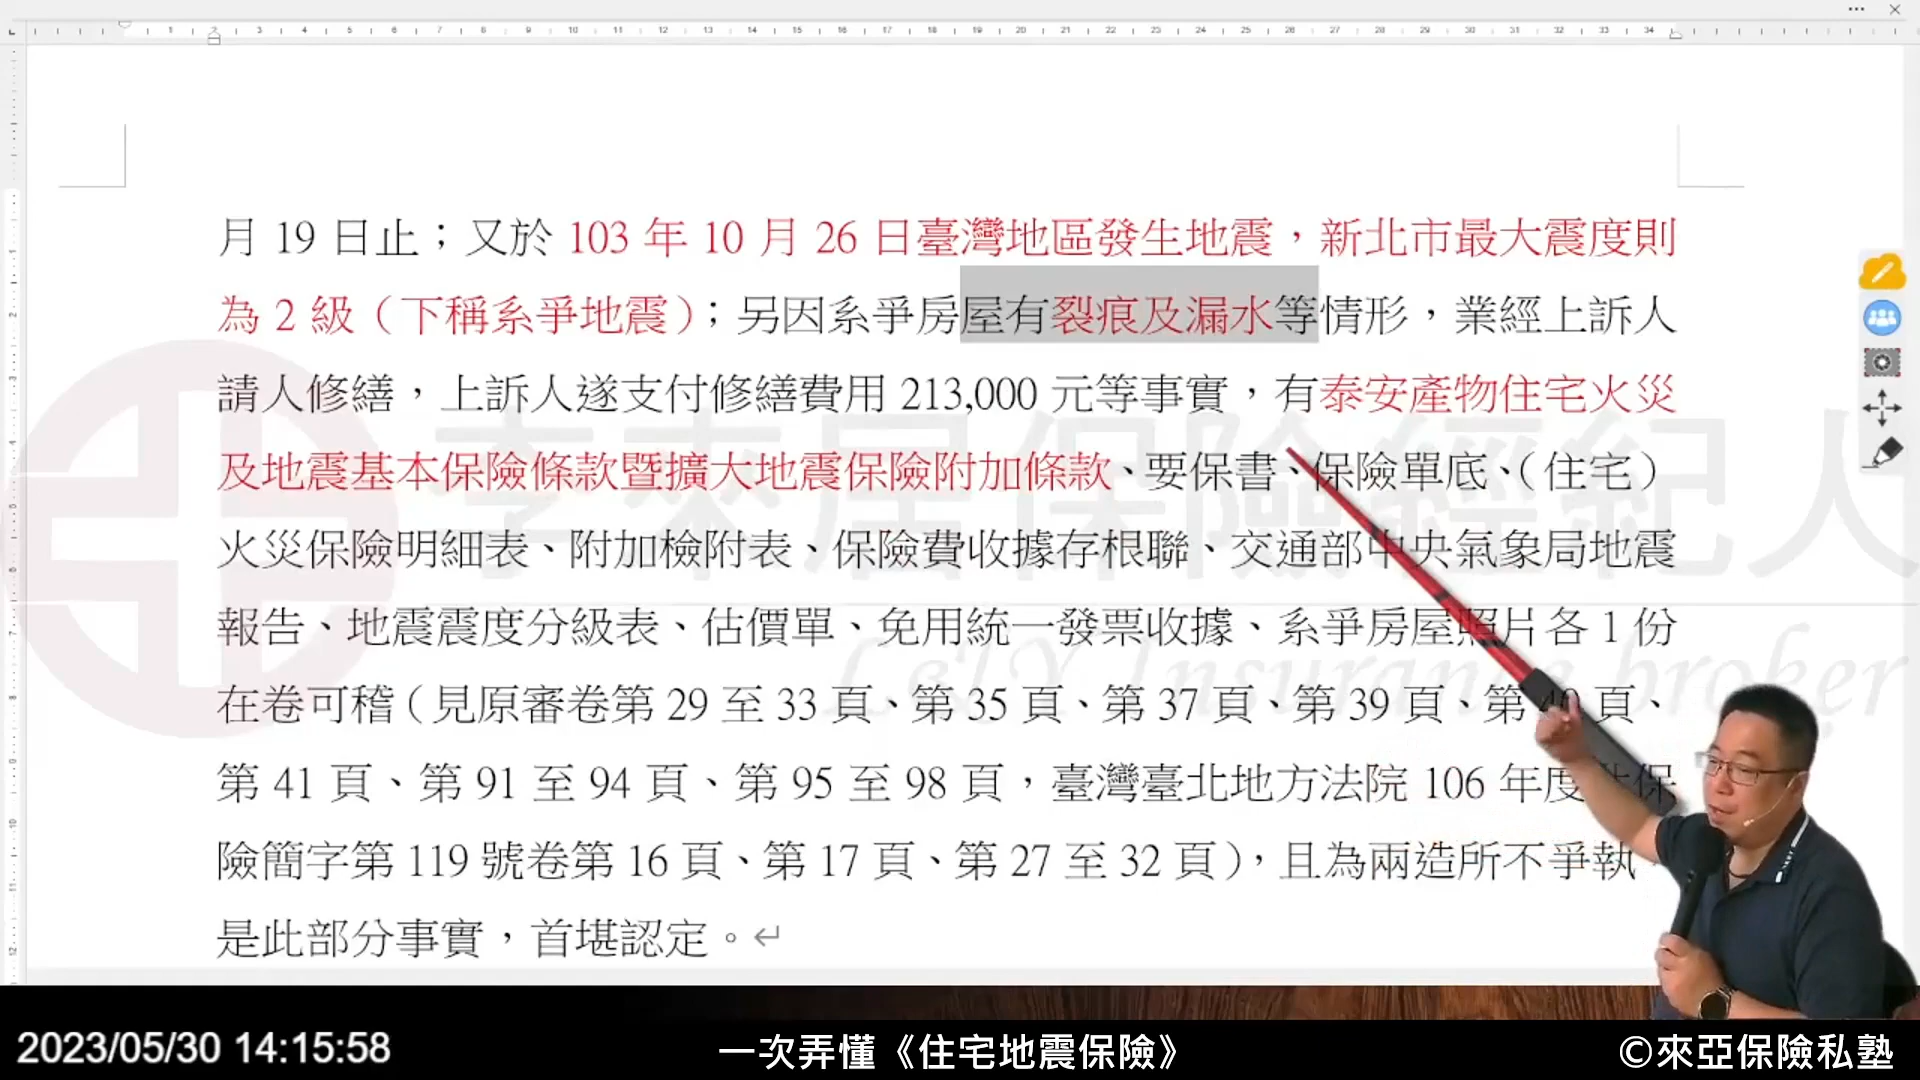 月 19 日止；又於 103 年 10 月 26 日臺灣地區發生地震，新北市最大震度則
為 2 級（下稱系爭地震）；另因系爭房屋有裂痕及漏水等情形，業經上訴人
請人修繕，上訴人遂支付修繕費用 213,000 元等事實，有泰安產物住宅火災
及地震基本保險條款暨擴大地震保險附加條款、要保書、保險單底、（住宅）
火災保險明細表、附加檢附表、保險費收據存根聯、交通部中央氣象局地震
報告、地震震度分級表、估價單、免用統一發票收據、系爭房屋照片各 1 份
在卷可稽（見原審卷第 29 至 33 頁、第 35 頁、第 37 頁、第 39 頁、第 40 頁、
第 41 頁、第 91 至 94 頁、第 95 至 98 頁，臺灣臺北地方法院 106 年度 保
險簡字第 119 號卷第 16 頁、第 17 頁、第 27 至 32 頁），且為兩造所不爭執
是此部分事實，首堪認定。
李來居保險經紀人
L&Y Insurance broker
2023/05/30 14:15:58
一次弄懂《住宅地震保險》
©來亞保險私塾